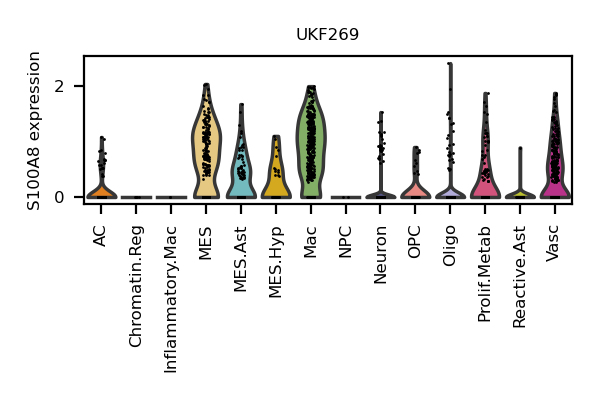 UKF269
S100A8 expression
2
0
AC
Chromatin.Reg
Inflammatory.Mac
MES
MES.Ast
MES.Hyp
Mac
NPC
Neuron
OPC
Oligo
Prolif.Metab
Reactive.Ast
Vasc